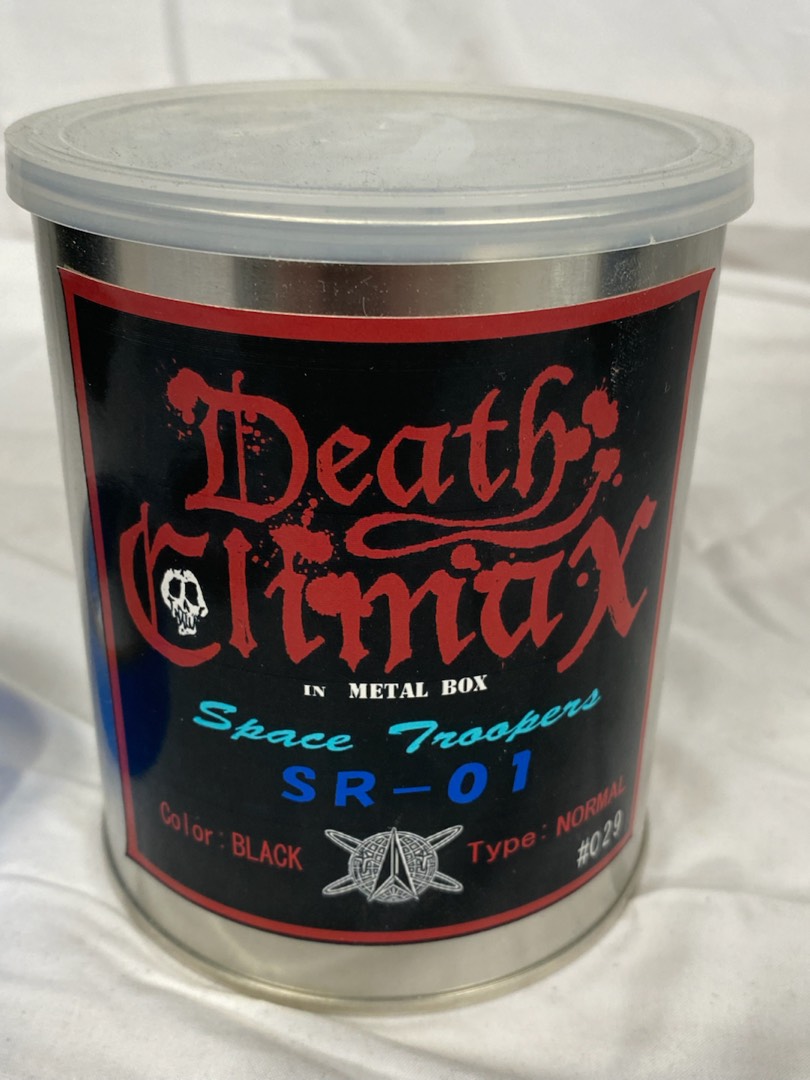 Death
Climax
IN METAL BOX
Space Troopers
SR-01
Color:BLACK
Type:NORMAL
#029